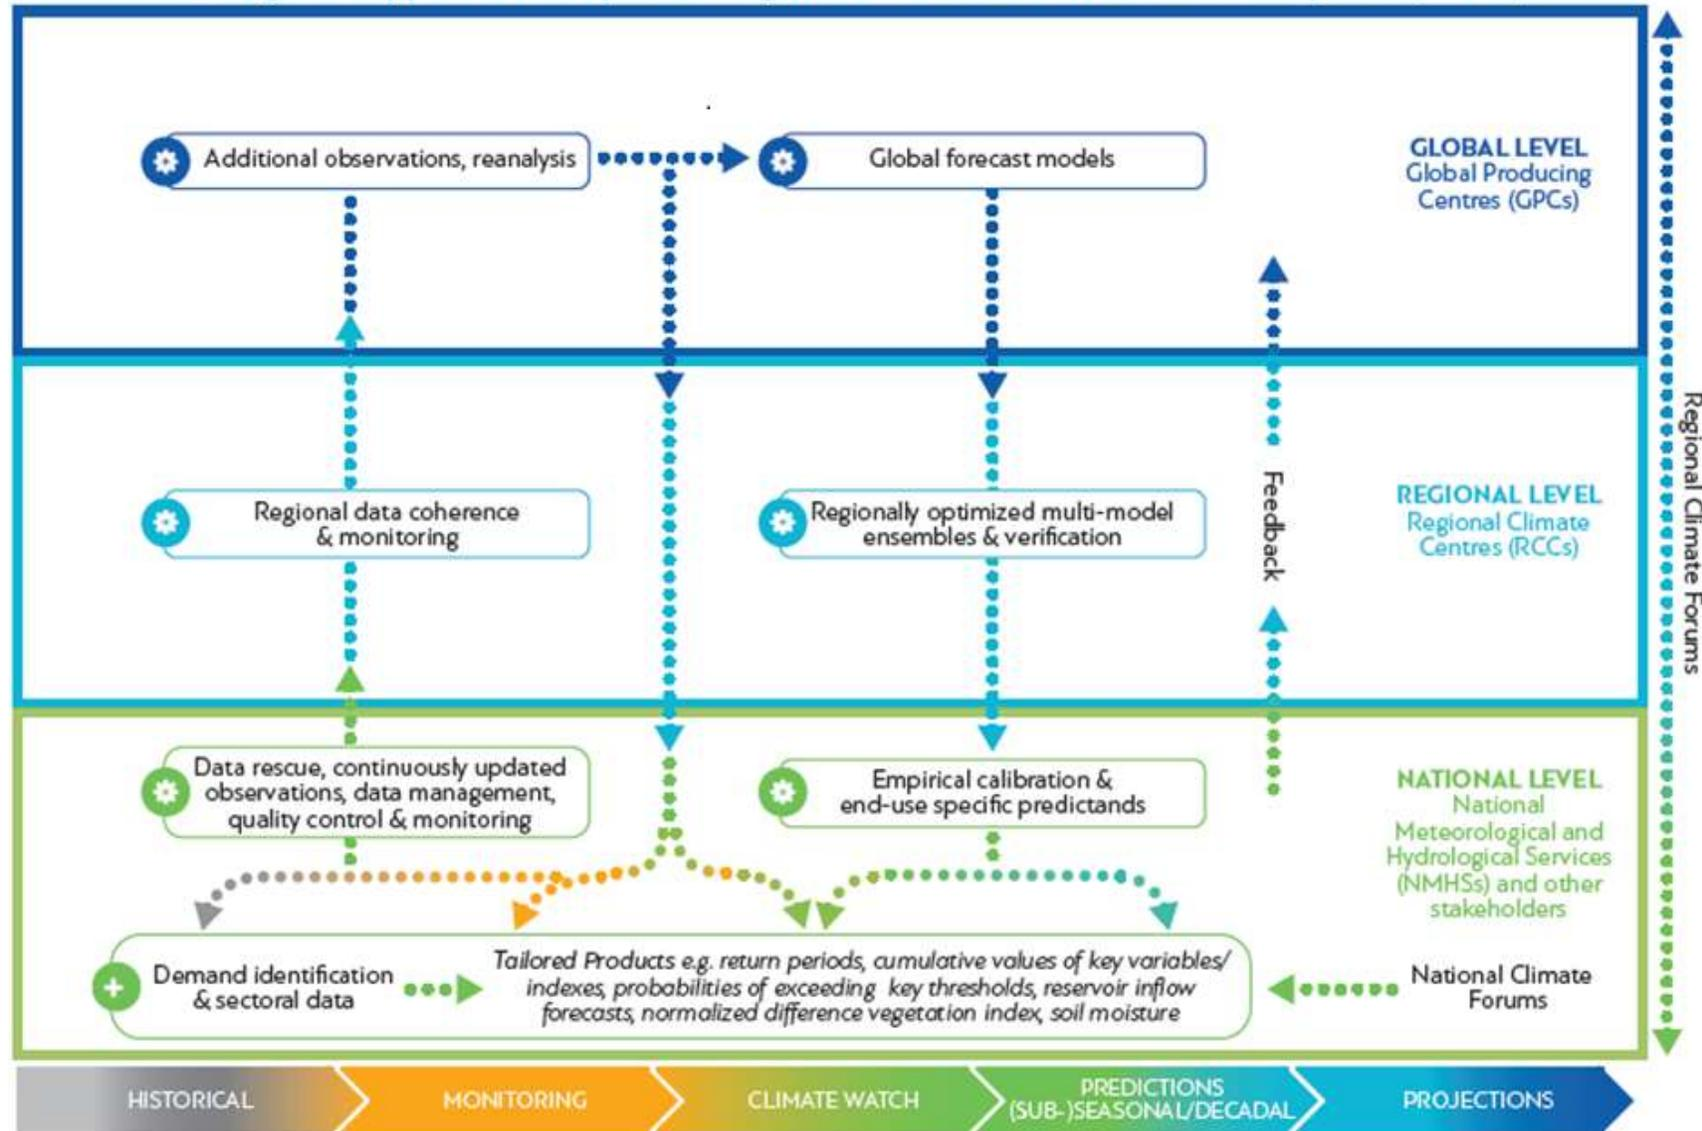 Additional observations, reanalysis
Global forecast models
GLOBAL LEVEL
Global Producing
Centres (GPCs)
Regional data coherence
& monitoring
Regionally optimized multi-model
ensembles & verification
Feedback
REGIONAL LEVEL
Regional Climate
Centres (RCCs)
Regional Climate Forums
Data rescue, continuously updated
observations, data management,
quality control & monitoring
Empirical calibration &
end-use specific predictands
NATIONAL LEVEL
National
Meteorological and
Hydrological Services
(NMHSs) and other
stakeholders
Demand identification
& sectoral data
Tailored Products e.g. return periods, cumulative values of key variables/
indexes, probabilities of exceeding key thresholds, reservoir inflow
forecasts, normalized difference vegetation index, soil moisture
National Climate
Forums
HISTORICAL
MONITORING
CLIMATE WATCH
PREDICTIONS
(SUB-)SEASONAL/DECADAL
PROJECTIONS